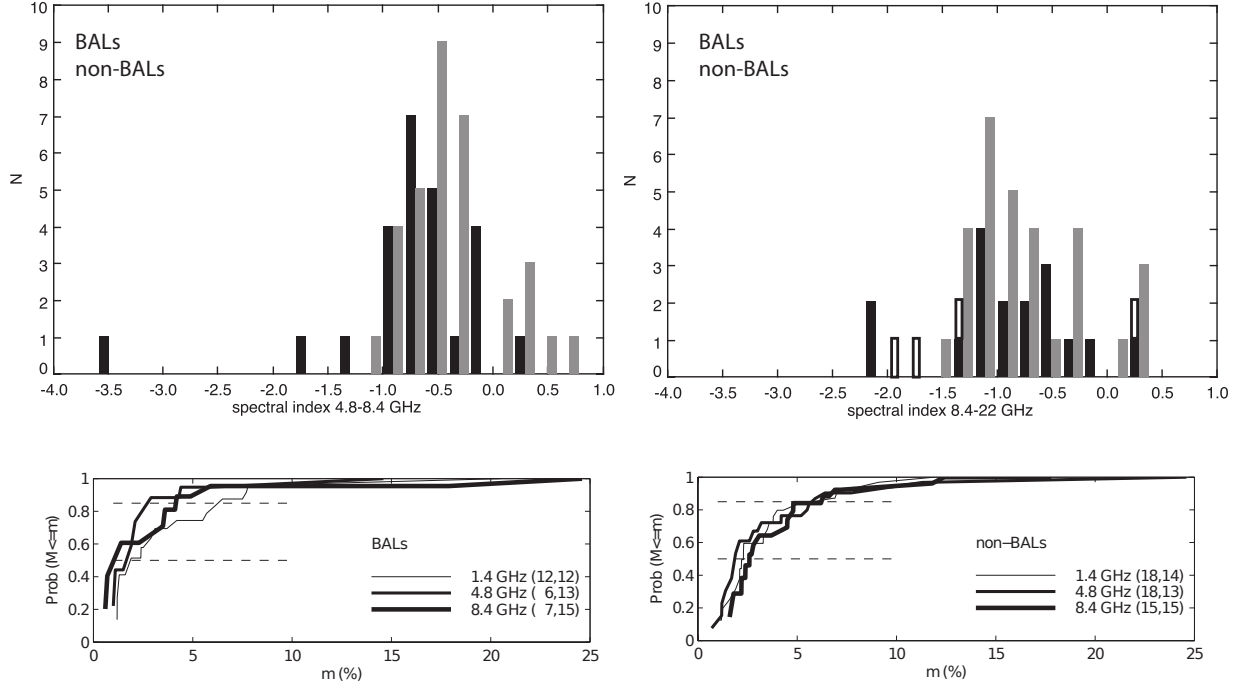 10
9
8
7
6
5
4
3
2
1
0
N
BALs
non-BALs
-4.0 -3.5 -3.0 -2.5 -2.0 -1.5 -1.0 -0.5 0.0 0.5 1.0
spectral index 4.8-8.4 GHz
10
9
8
7
6
5
4
3
2
1
0
N
BALs
non-BALs
-4.0 -3.5 -3.0 -2.5 -2.0 -1.5 -1.0 -0.5 0.0 0.5 1.0
spectral index 8.4-22 GHz
1
0.8
0.6
0.4
0.2
0
Prob (M <= m)
BALs
1.4 GHz (12,12)
4.8 GHz ( 6,13)
8.4 GHz ( 7,15)
0 5 10 15 20 25
m (%)
1
0.8
0.6
0.4
0.2
0
Prob (M <= m)
non−BALs
1.4 GHz (18,14)
4.8 GHz (18,13)
8.4 GHz (15,15)
0 5 10 15 20 25
m (%)